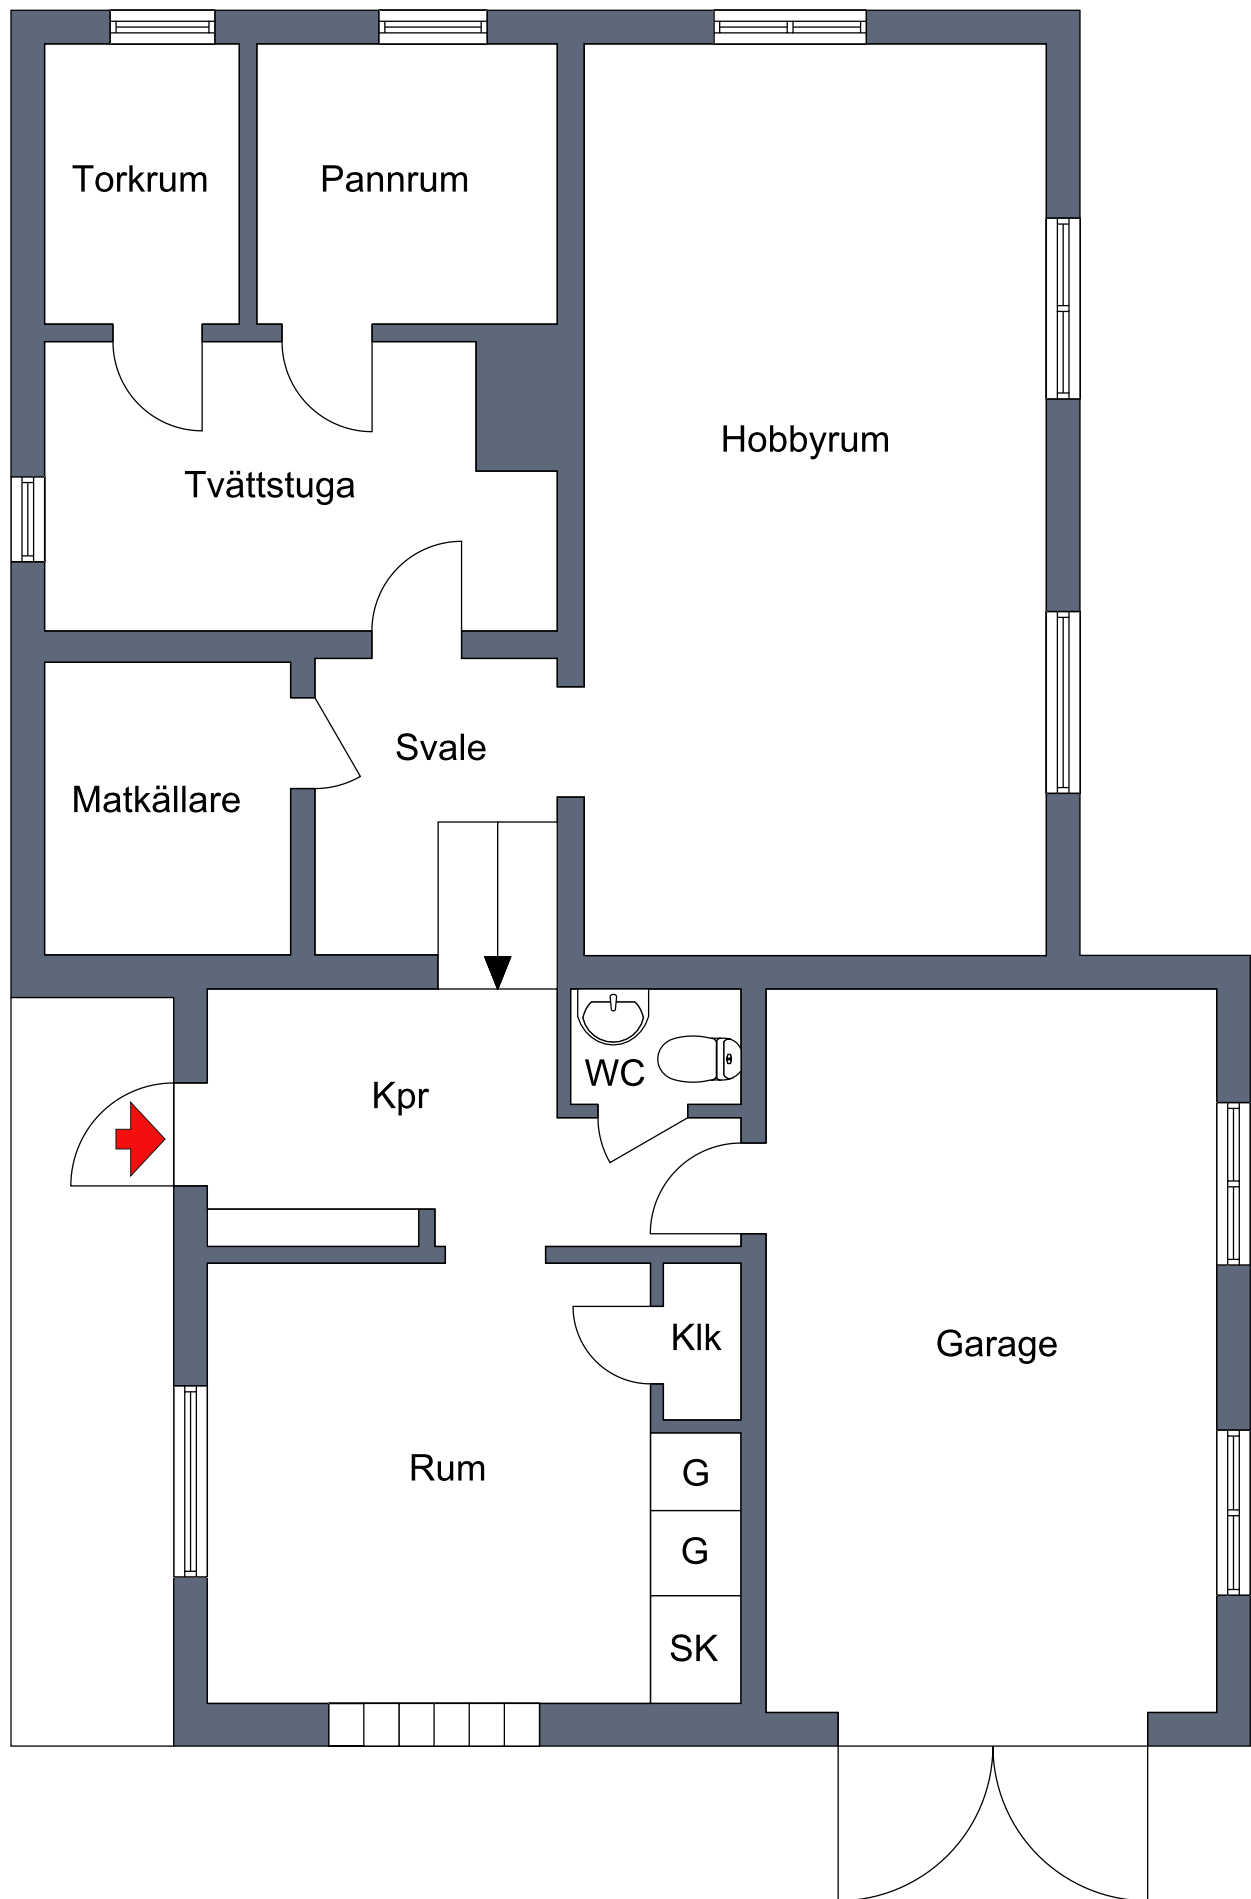 Torkrum
Pannrum
Hobbyrum
Tvättstuga
Svale
Matkällare
WC
Kpr
Klk
Garage
Rum
G
G
SK